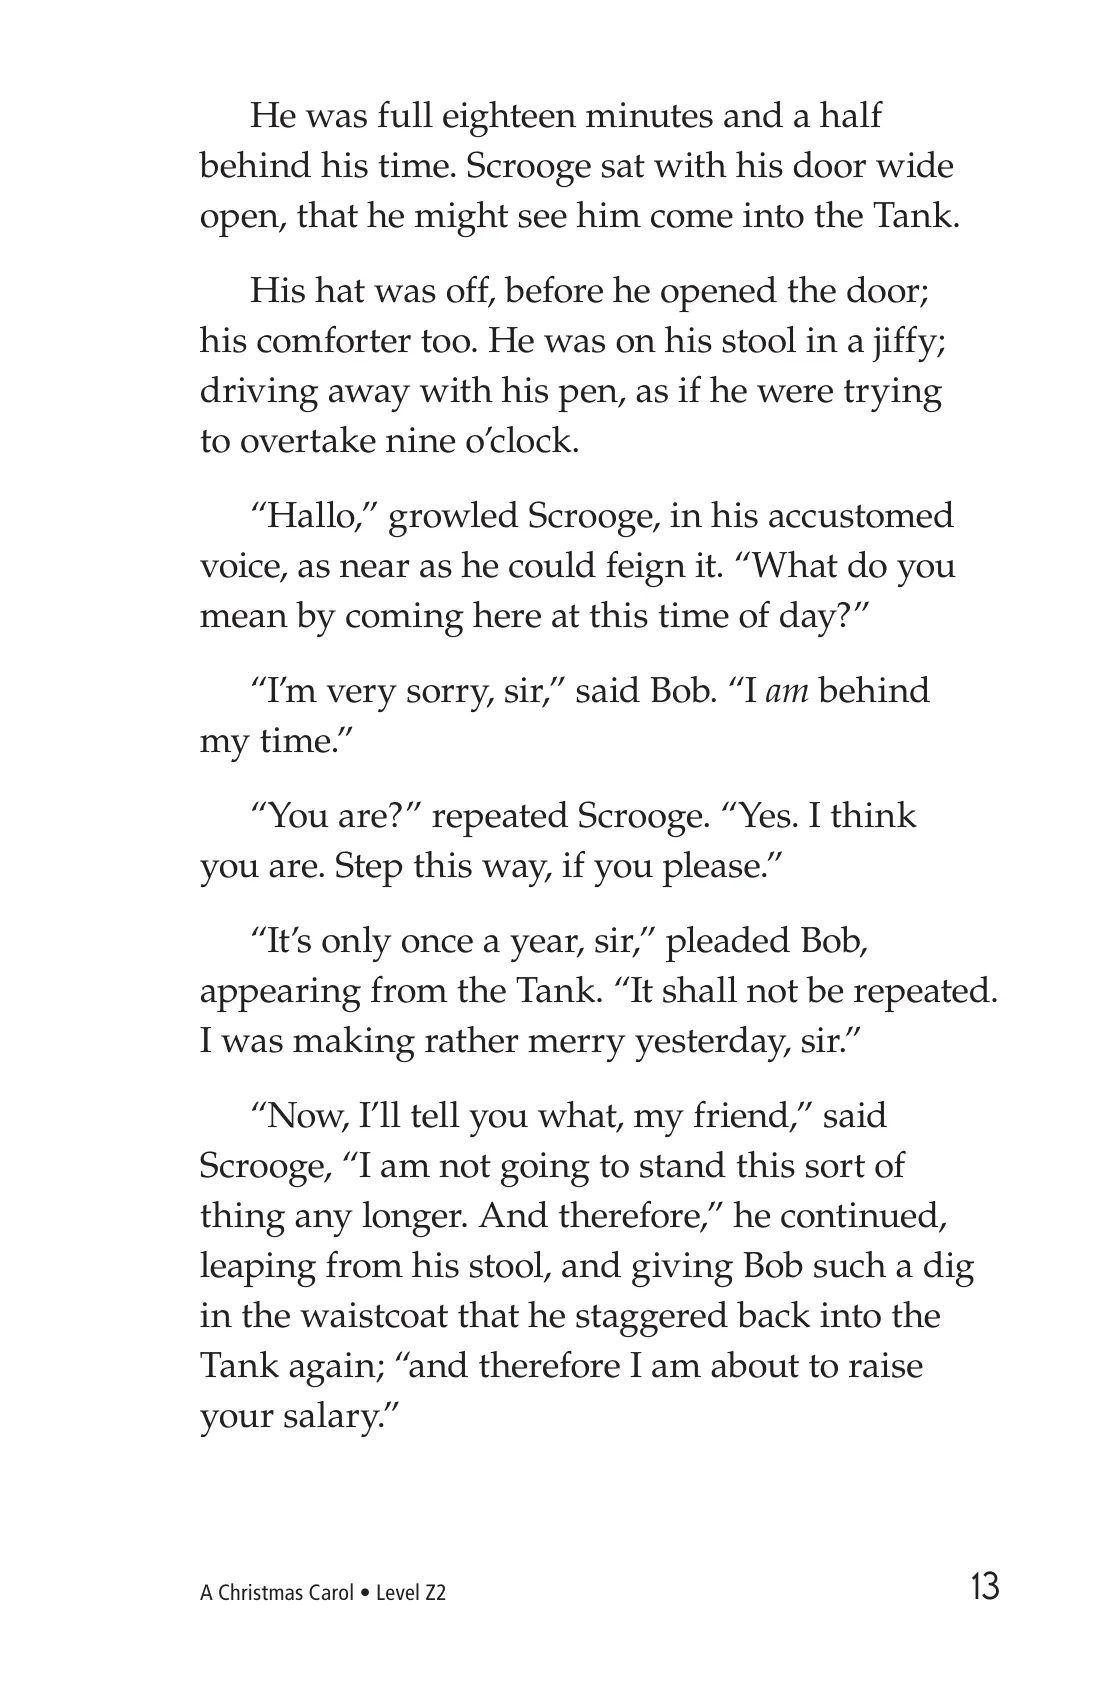 He was full eighteen minutes and a half
behind his time. Scrooge sat with his door wide
open, that he might see him come into the Tank.
His hat was off, before he opened the door;
his comforter too. He was on his stool in a jiffy;
driving away with his pen, as if he were trying
to overtake nine o’clock.
“Hallo,” growled Scrooge, in his accustomed
voice, as near as he could feign it. “What do you
mean by coming here at this time of day?”
“I’m very sorry, sir,” said Bob. “I am behind
my time.”
“You are?” repeated Scrooge. “Yes. I think
you are. Step this way, if you please.”
“It’s only once a year, sir,” pleaded Bob,
appearing from the Tank. “It shall not be repeated.
I was making rather merry yesterday, sir.”
“Now, I’ll tell you what, my friend,” said
Scrooge, “I am not going to stand this sort of
thing any longer. And therefore,” he continued,
leaping from his stool, and giving Bob such a dig
in the waistcoat that he staggered back into the
Tank again; “and therefore I am about to raise
your salary.”
A Christmas Carol • Level Z2 13